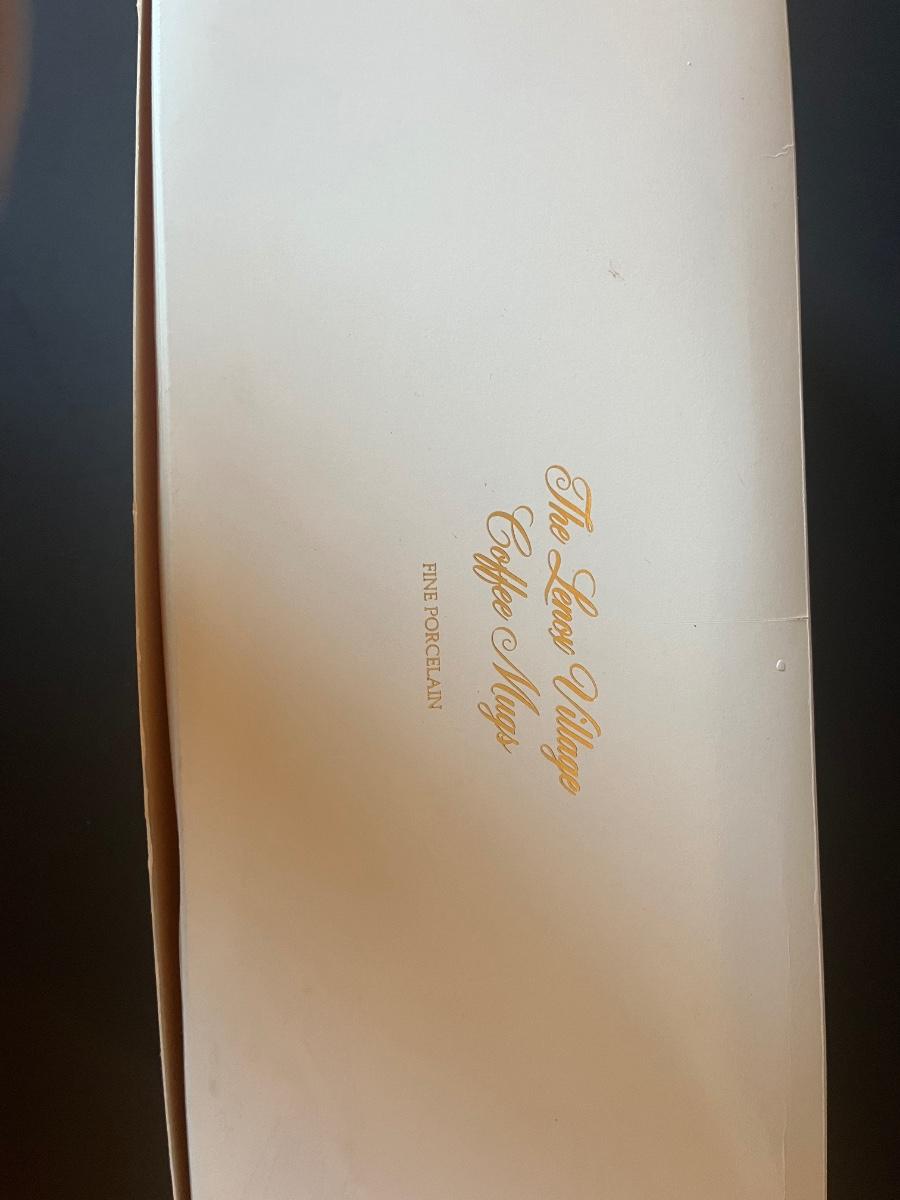 The Lenox Village
Coffee Mugs
FINE PORCELAIN